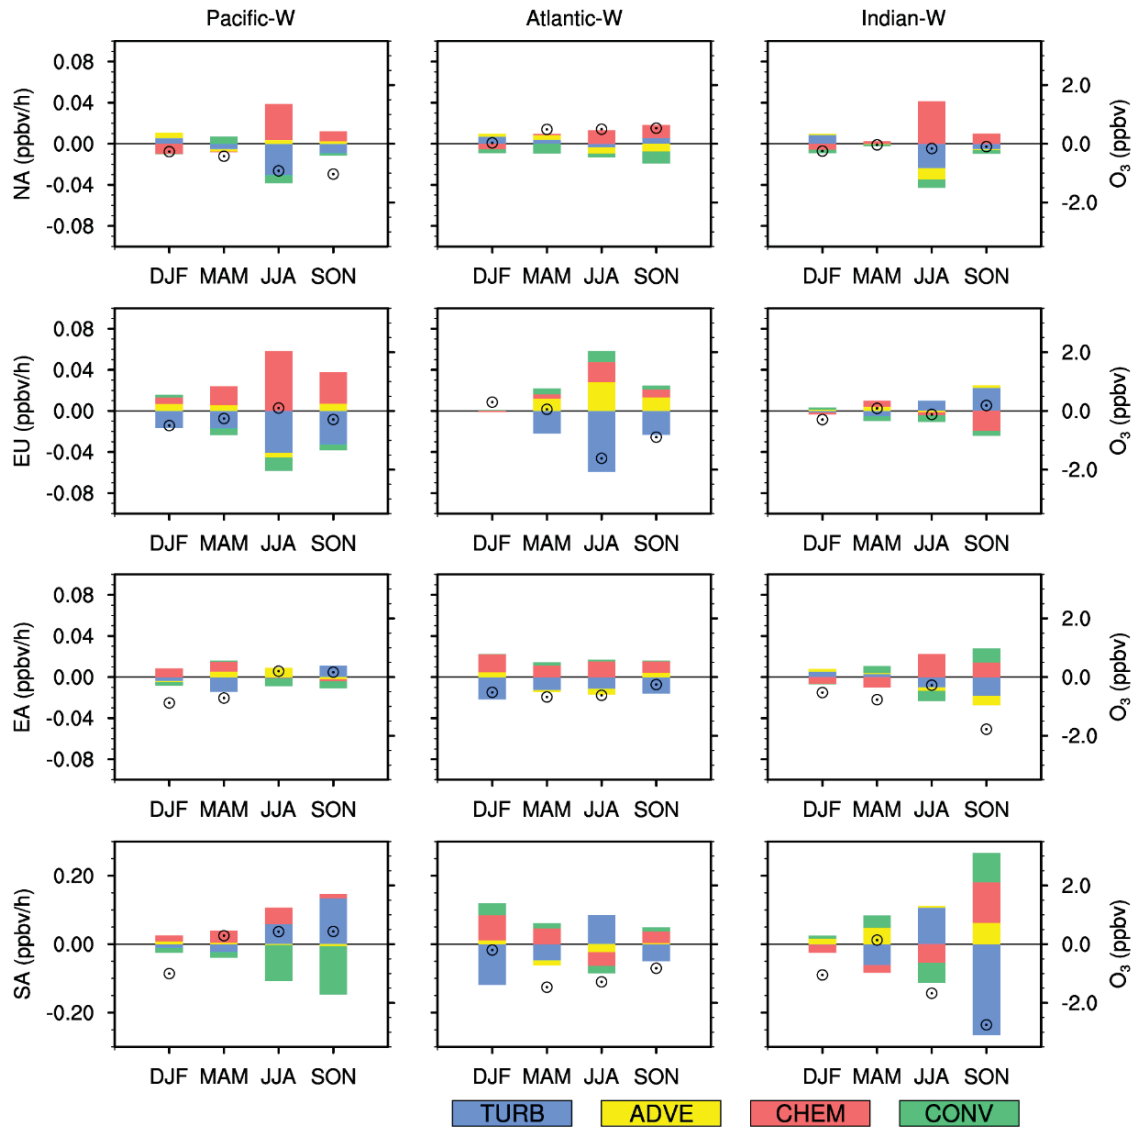 Pacific-W Atlantic-W Indian-W
NA (ppbv/h) 0.08 0.04 0.00 -0.04 -0.08 2.0 0.0 -2.0 O₃ (ppbv)
DJF MAM JJA SON DJF MAM JJA SON DJF MAM JJA SON
EU (ppbv/h) 0.08 0.04 0.00 -0.04 -0.08 2.0 0.0 -2.0 O₃ (ppbv)
DJF MAM JJA SON DJF MAM JJA SON DJF MAM JJA SON
EA (ppbv/h) 0.08 0.04 0.00 -0.04 -0.08 2.0 0.0 -2.0 O₃ (ppbv)
DJF MAM JJA SON DJF MAM JJA SON DJF MAM JJA SON
SA (ppbv/h) 0.20 0.00 -0.20 2.0 0.0 -2.0 O₃ (ppbv)
DJF MAM JJA SON DJF MAM JJA SON DJF MAM JJA SON
TURB ADVE CHEM CONV